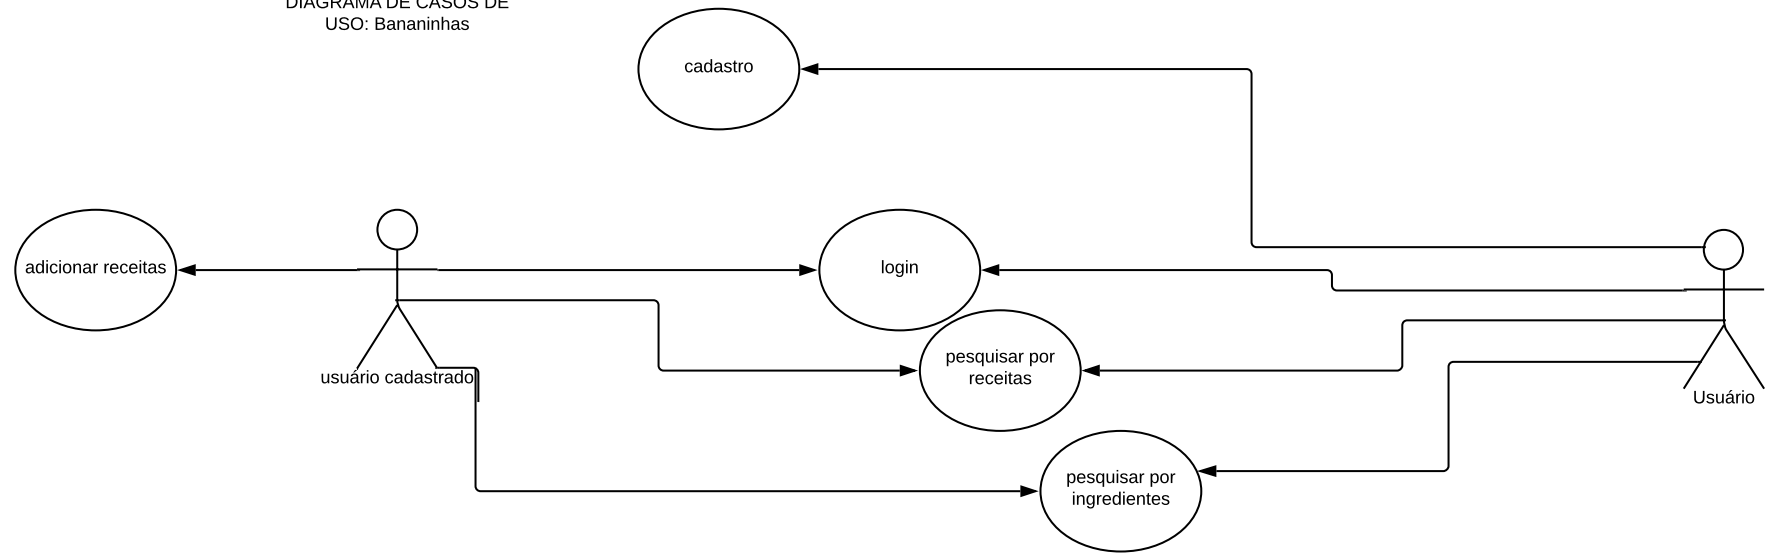 DIAGRAMA DE CASOS DE
USO: Bananinhas
cadastro
adicionar receitas
login
pesquisar por
receitas
usuário cadastrado
Usuário
pesquisar por
ingredientes